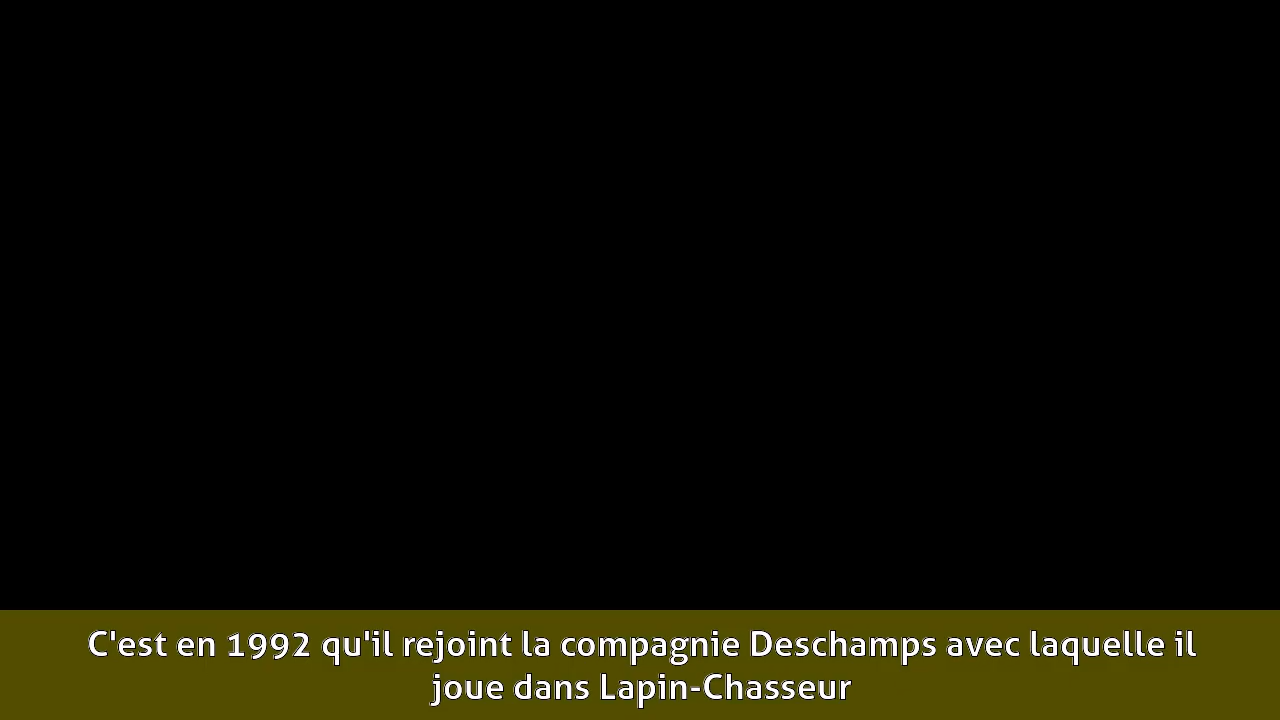 C'est en 1992 qu'il rejoint la compagnie Deschamps avec laquelle il
joue dans Lapin-Chasseur